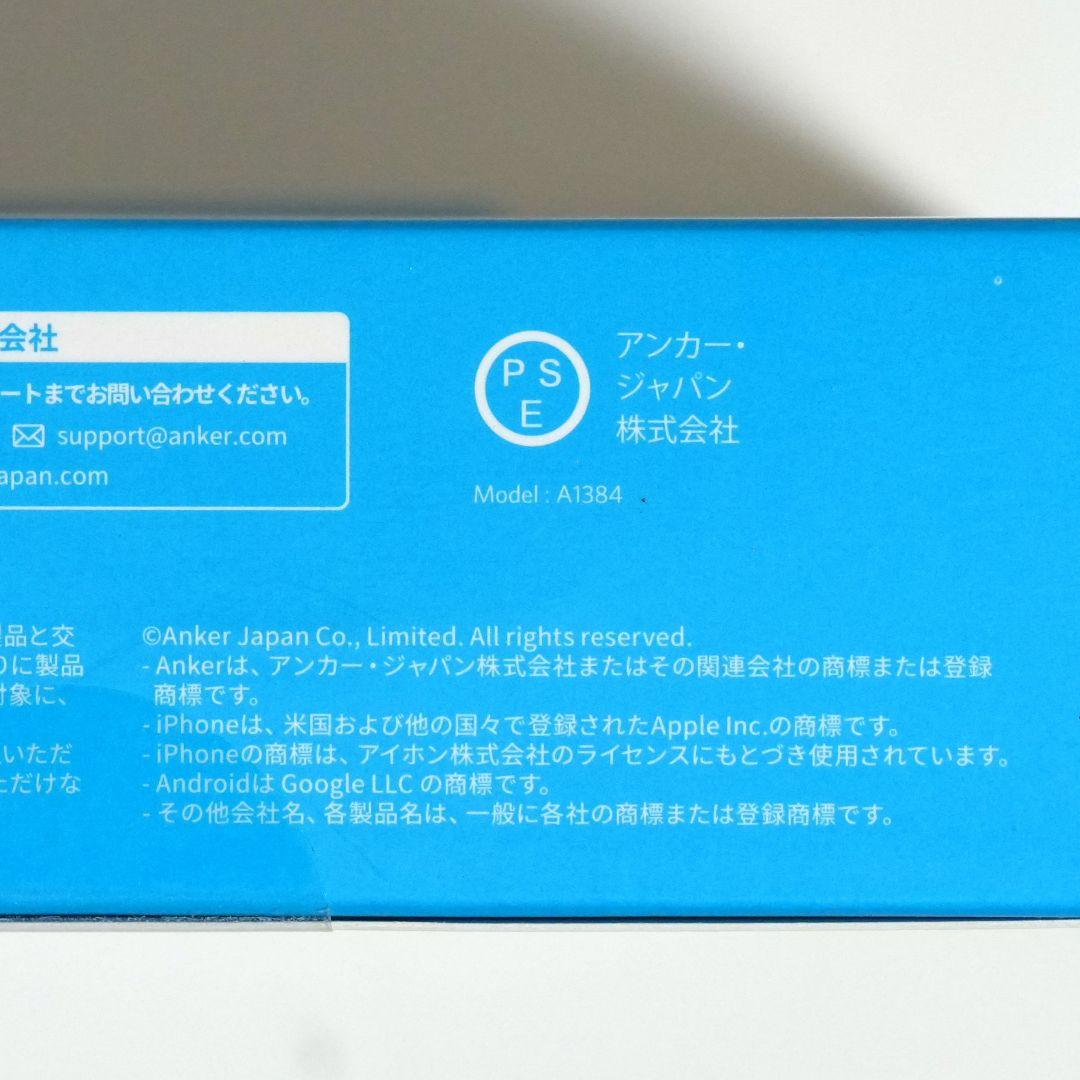 会社
ートまでお問い合わせください。
support@anker.com
apan.com
PSE
アンカー・
ジャパン
株式会社
Model : A1384
品と交
に製品
対象に、
いただ
ただけな
©Anker Japan Co., Limited. All rights reserved.
- Ankerは、アンカー・ジャパン株式会社またはその関連会社の商標または登録
商標です。
- iPhoneは、米国および他の国々で登録されたApple Inc.の商標です。
- iPhoneの商標は、アイホン株式会社のライセンスにもとづき使用されています。
- Androidは Google LLC の商標です。
- その他会社名、各製品名は、一般に各社の商標または登録商標です。